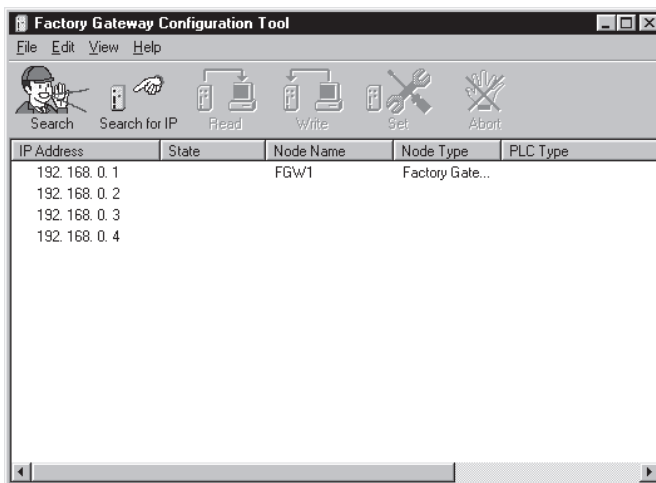 Factory Gateway Configuration Tool
File Edit View Help
Search Search for IP Read Write Set Abort
IP Address State Node Name Node Type PLC Type
192. 168. 0. 1 FGW1 Factory Gate...
192. 168. 0. 2
192. 168. 0. 3
192. 168. 0. 4